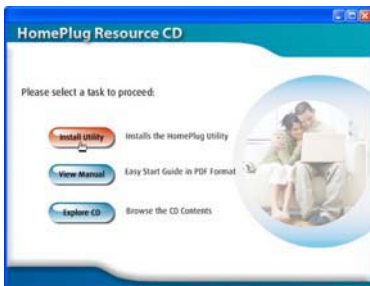 HomePlug Resource CD
Please select a task to proceed:
Install Utility Installs the HomePlug Utility
View Manual Easy Start Guide in PDF Format
Explore CD Browse the CD Contents